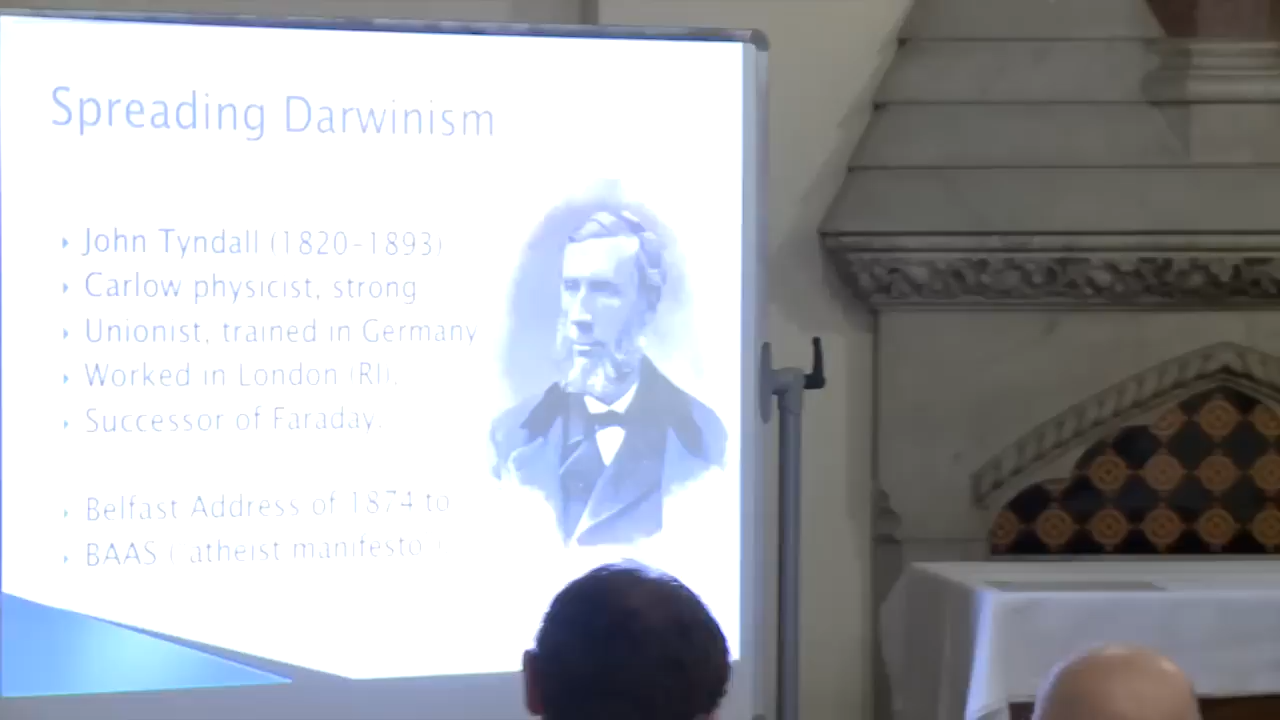 Spreading Darwinism
John Tyndall (1820-1893)
Carlow physicist, strong
Unionist, trained in Germany
Worked in London (RI).
Successor of Faraday.
Belfast Address of 1874 to
BAAS ( atheist manifesto )